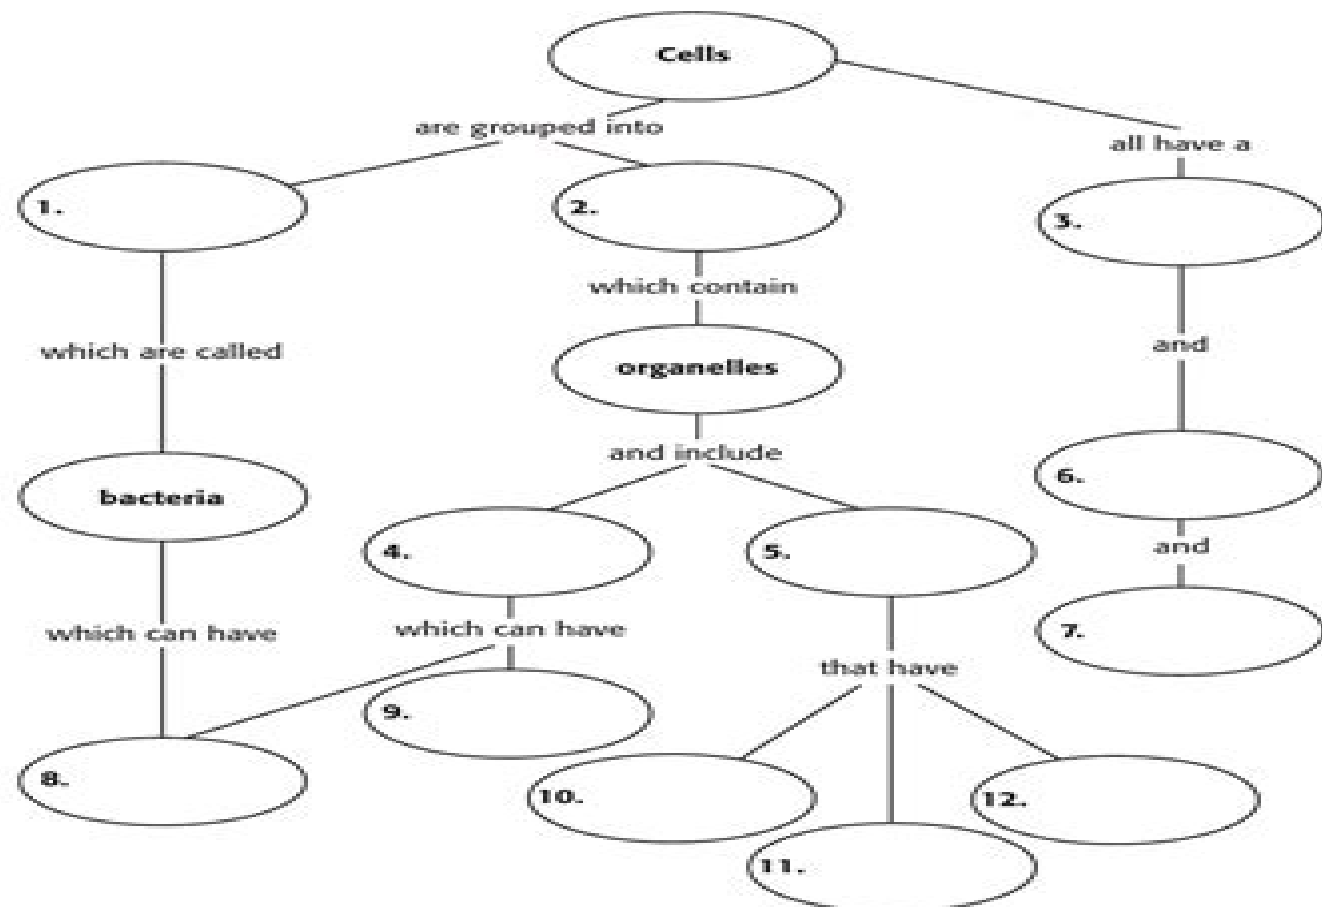 Cells
are grouped into
all have a
1.
2.
3.
which contain
which are called
and
organelles
and include
6.
bacteria
4.
5.
and
which can have
which can have
7.
that have
9.
8.
10.
12.
11.